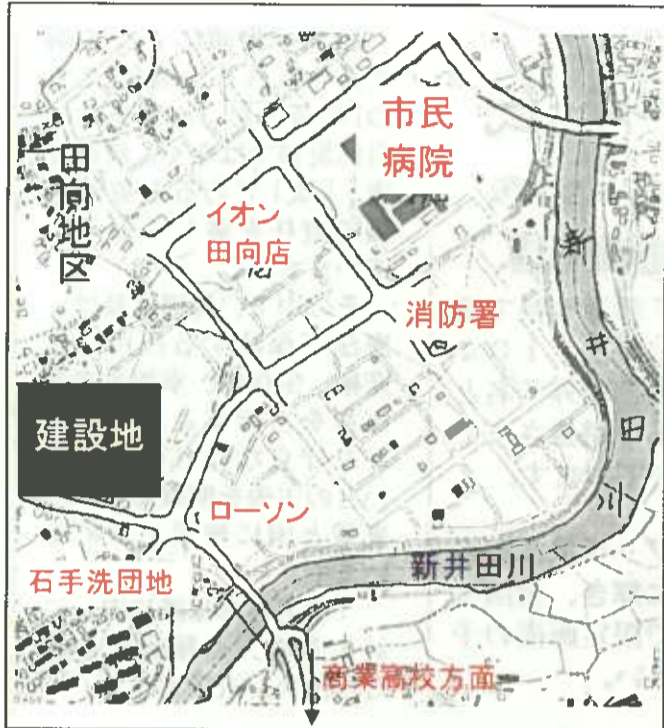 市民
病院
田向地区
イオン
田向店
新井田川
消防署
建設地
ローソン
新井田川
石手洗団地
商業高校方面